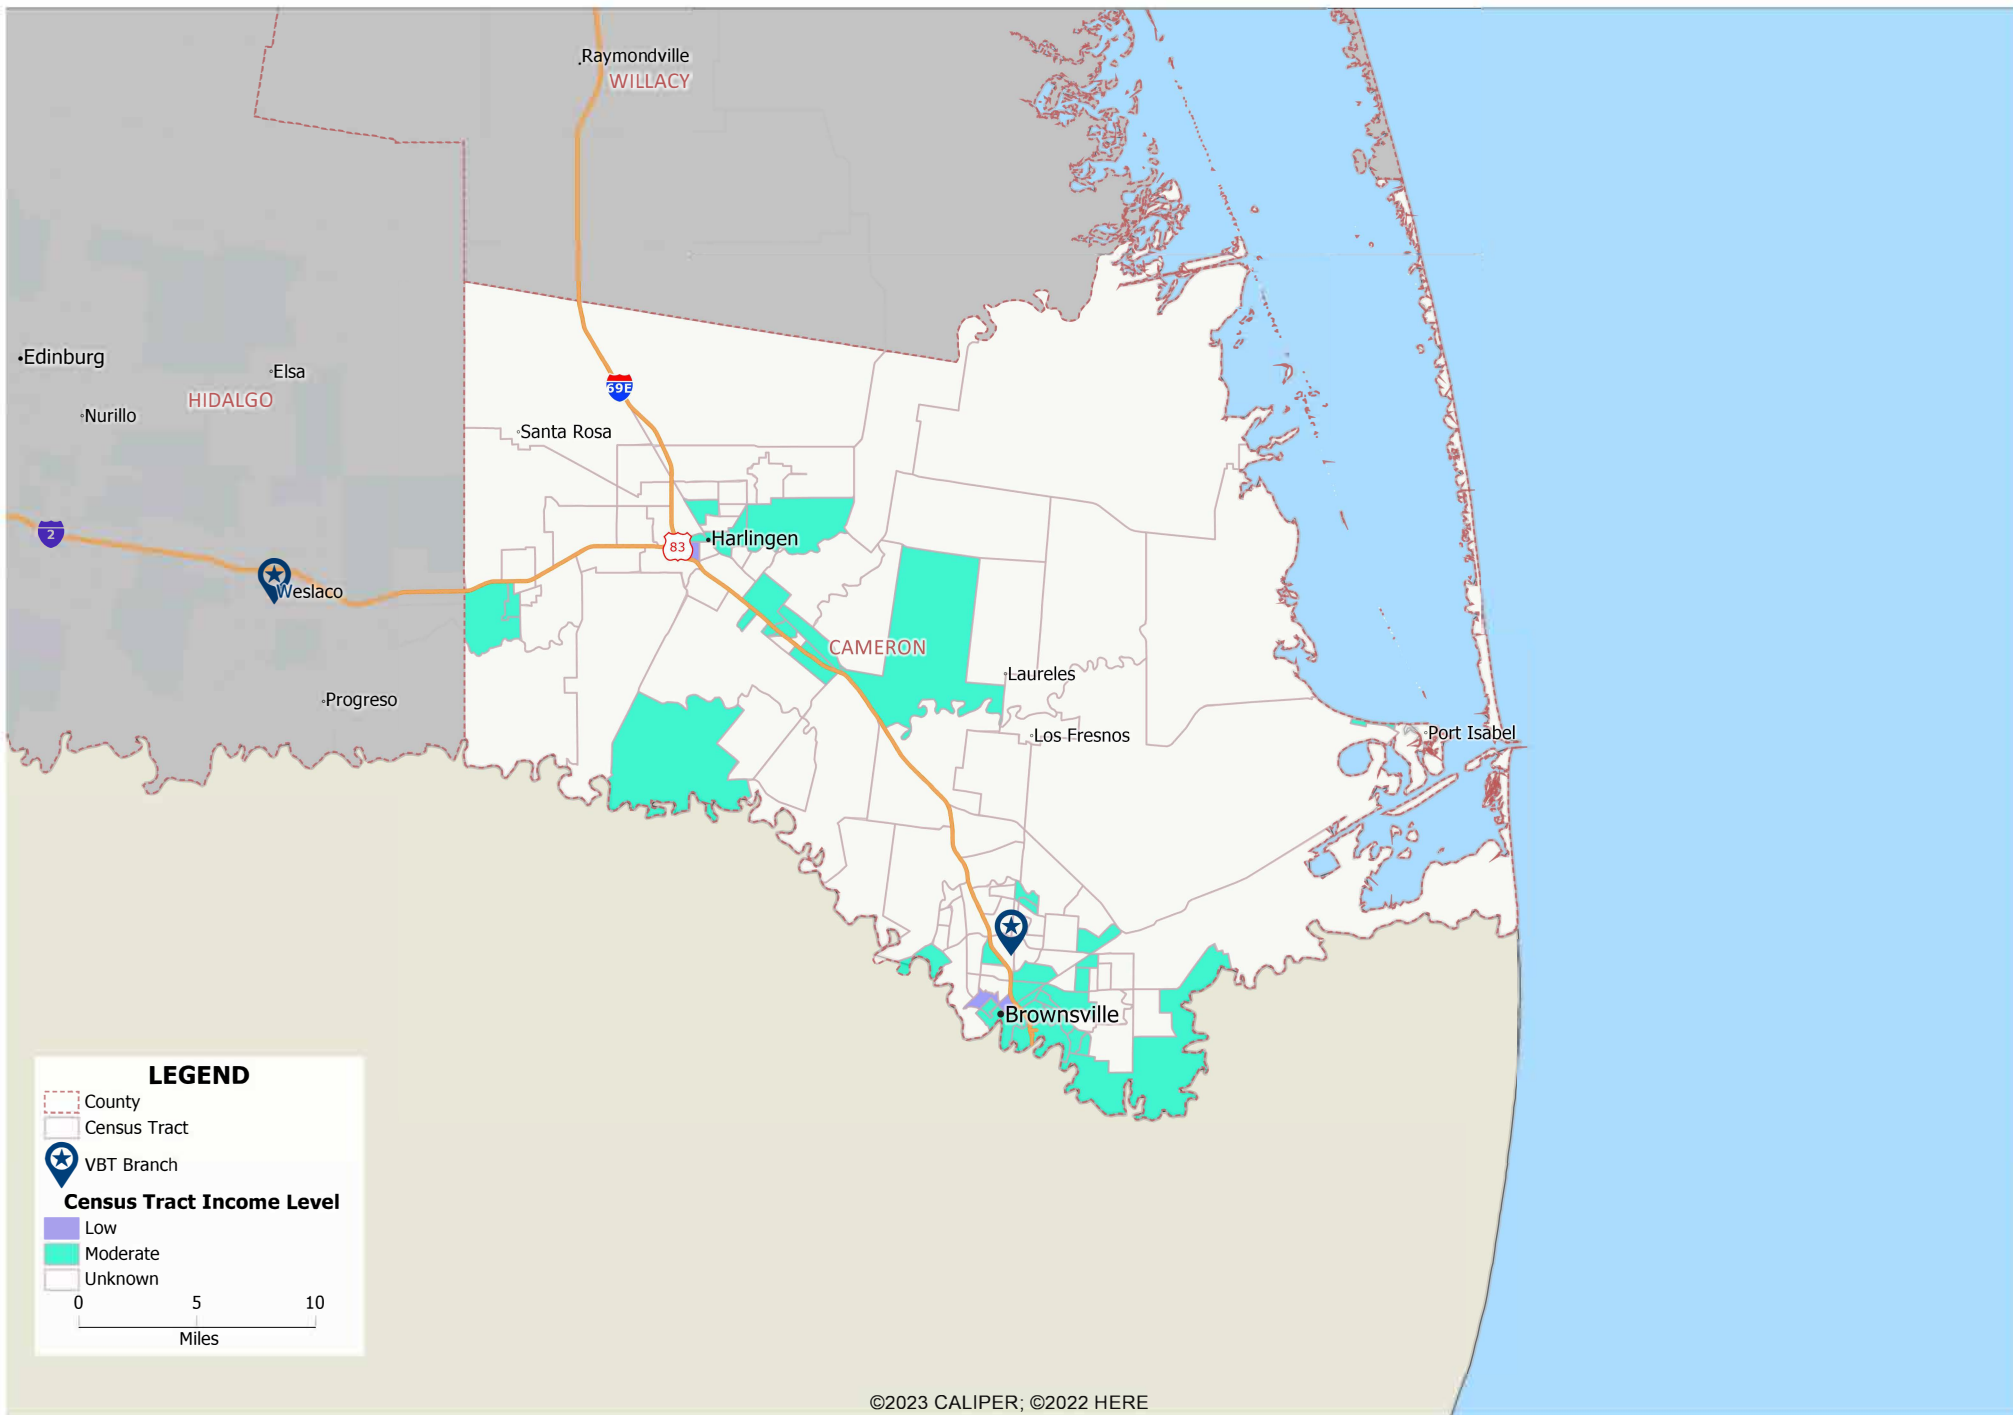 Raymondville
WILLACY
Edinburg
Elsa
HIDALGO
Nurillo
69E
Santa Rosa
2
83
Harlingen
Weslaco
CAMERON
Laureles
Progreso
Los Fresnos
Port Isabel
Brownsville
LEGEND
County
Census Tract
VBT Branch
Census Tract Income Level
Low
Moderate
Unknown
0 5 10
Miles
©2023 CALIPER; ©2022 HERE